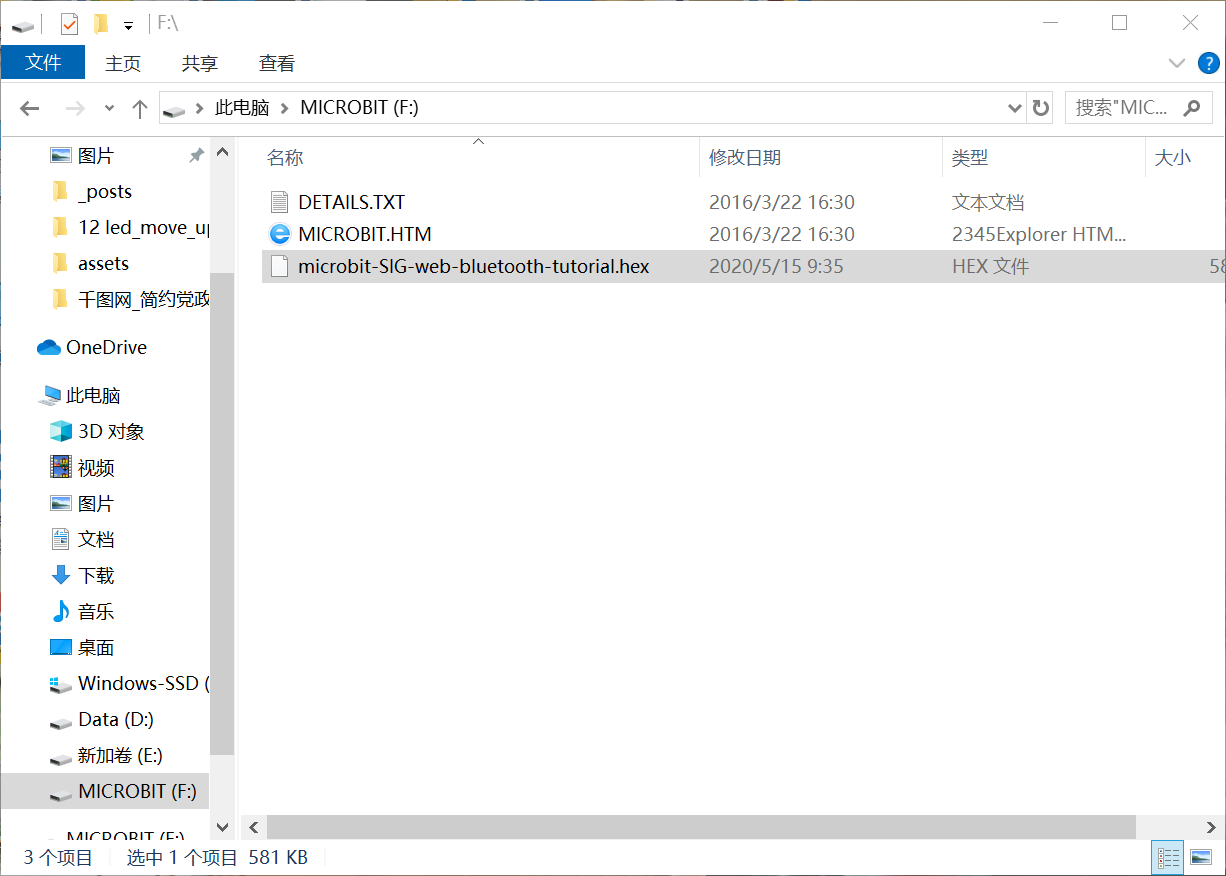 F:\
文件 主页 共享 查看
此电脑 MICROBIT (F:) 搜索"MIC...
名称 修改日期 类型 大小
DETAILS.TXT 2016/3/22 16:30 文本文档
MICROBIT.HTM 2016/3/22 16:30 2345Explorer HTM...
microbit-SIG-web-bluetooth-tutorial.hex 2020/5/15 9:35 HEX 文件 58
图片
_posts
12 led_move_up
assets
千图网_简约党政
OneDrive
此电脑
3D 对象
视频
图片
文档
下载
音乐
桌面
Windows-SSD (
Data (D:)
新加卷 (E:)
MICROBIT (F:)
MICROBIT (F:)
3 个项目 选中 1 个项目 581 KB